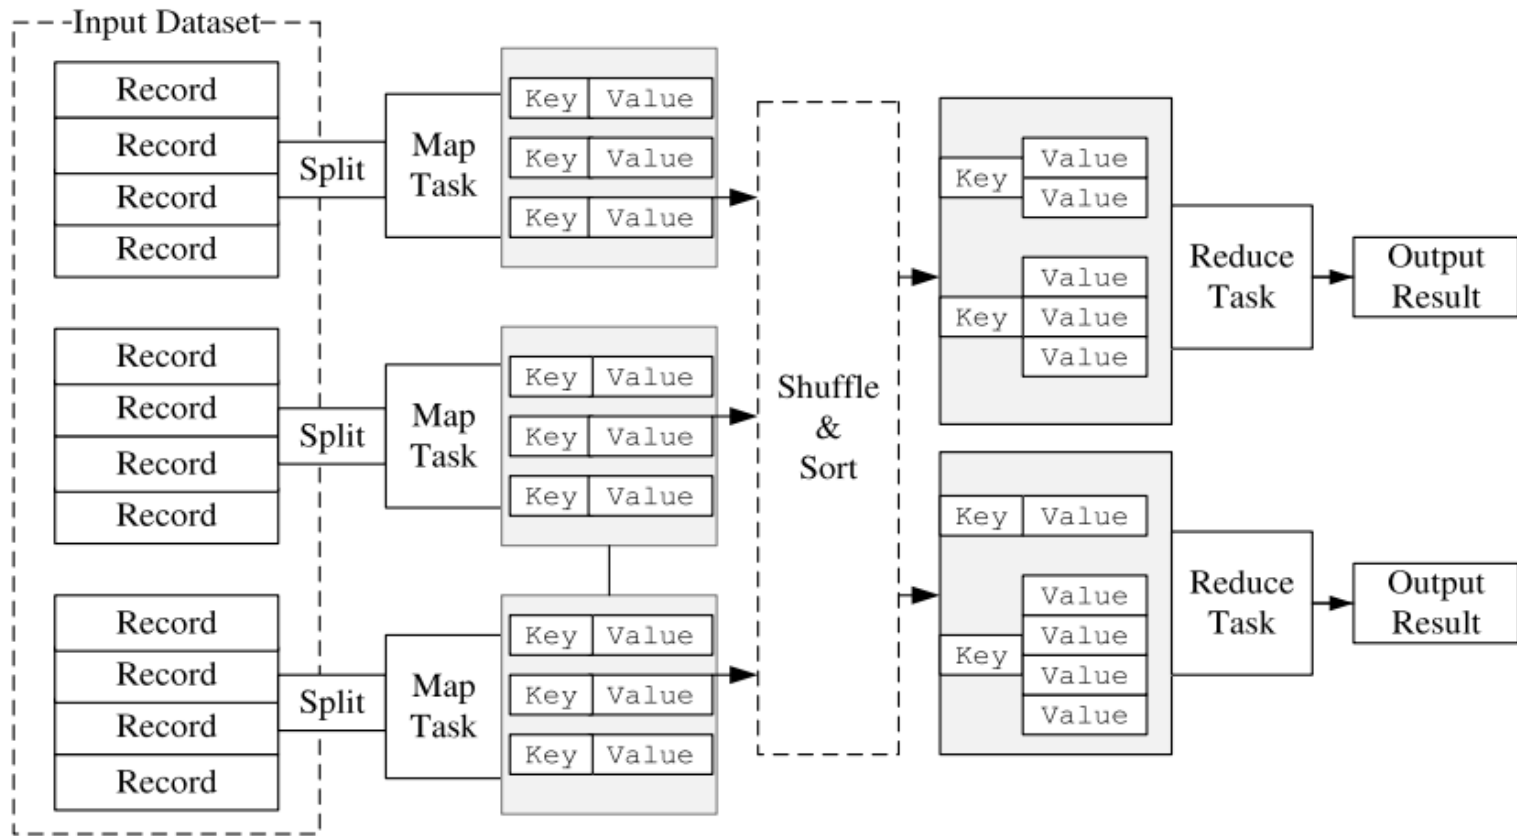 Input Dataset
Record
Record
Record
Record
Split
Map
Task
Key Value
Key Value
Key Value
Record
Record
Record
Record
Split
Map
Task
Key Value
Key Value
Key Value
Record
Record
Record
Record
Split
Map
Task
Key Value
Key Value
Key Value
Shuffle
&
Sort
Key
Value
Value
Key
Value
Value
Value
Reduce
Task
Output
Result
Key Value
Key
Value
Value
Value
Value
Reduce
Task
Output
Result